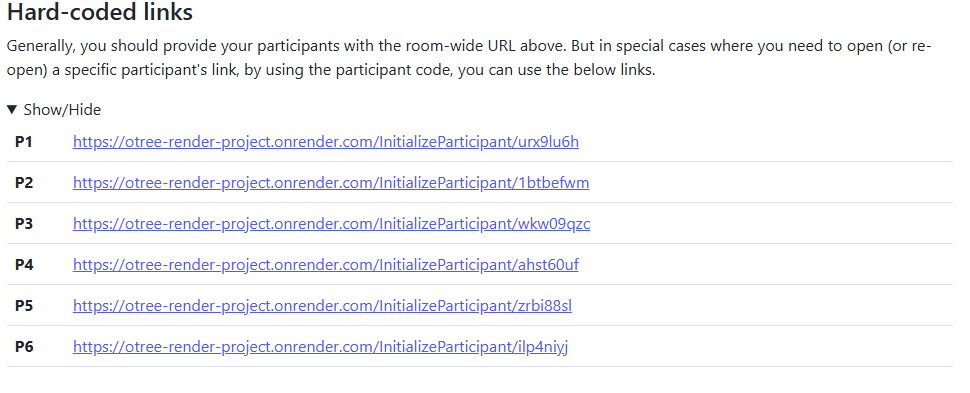 Hard-coded links
Generally, you should provide your participants with the room-wide URL above. But in special cases where you need to open (or re-
open) a specific participant's link, by using the participant code, you can use the below links.
▼ Show/Hide
P1 https://otree-render-project.onrender.com/InitializeParticipant/urx9lu6h
P2 https://otree-render-project.onrender.com/InitializeParticipant/1btbefwm
P3 https://otree-render-project.onrender.com/InitializeParticipant/wkw09qzc
P4 https://otree-render-project.onrender.com/InitializeParticipant/ahst60uf
P5 https://otree-render-project.onrender.com/InitializeParticipant/zrbi88sl
P6 https://otree-render-project.onrender.com/InitializeParticipant/ilp4niyj